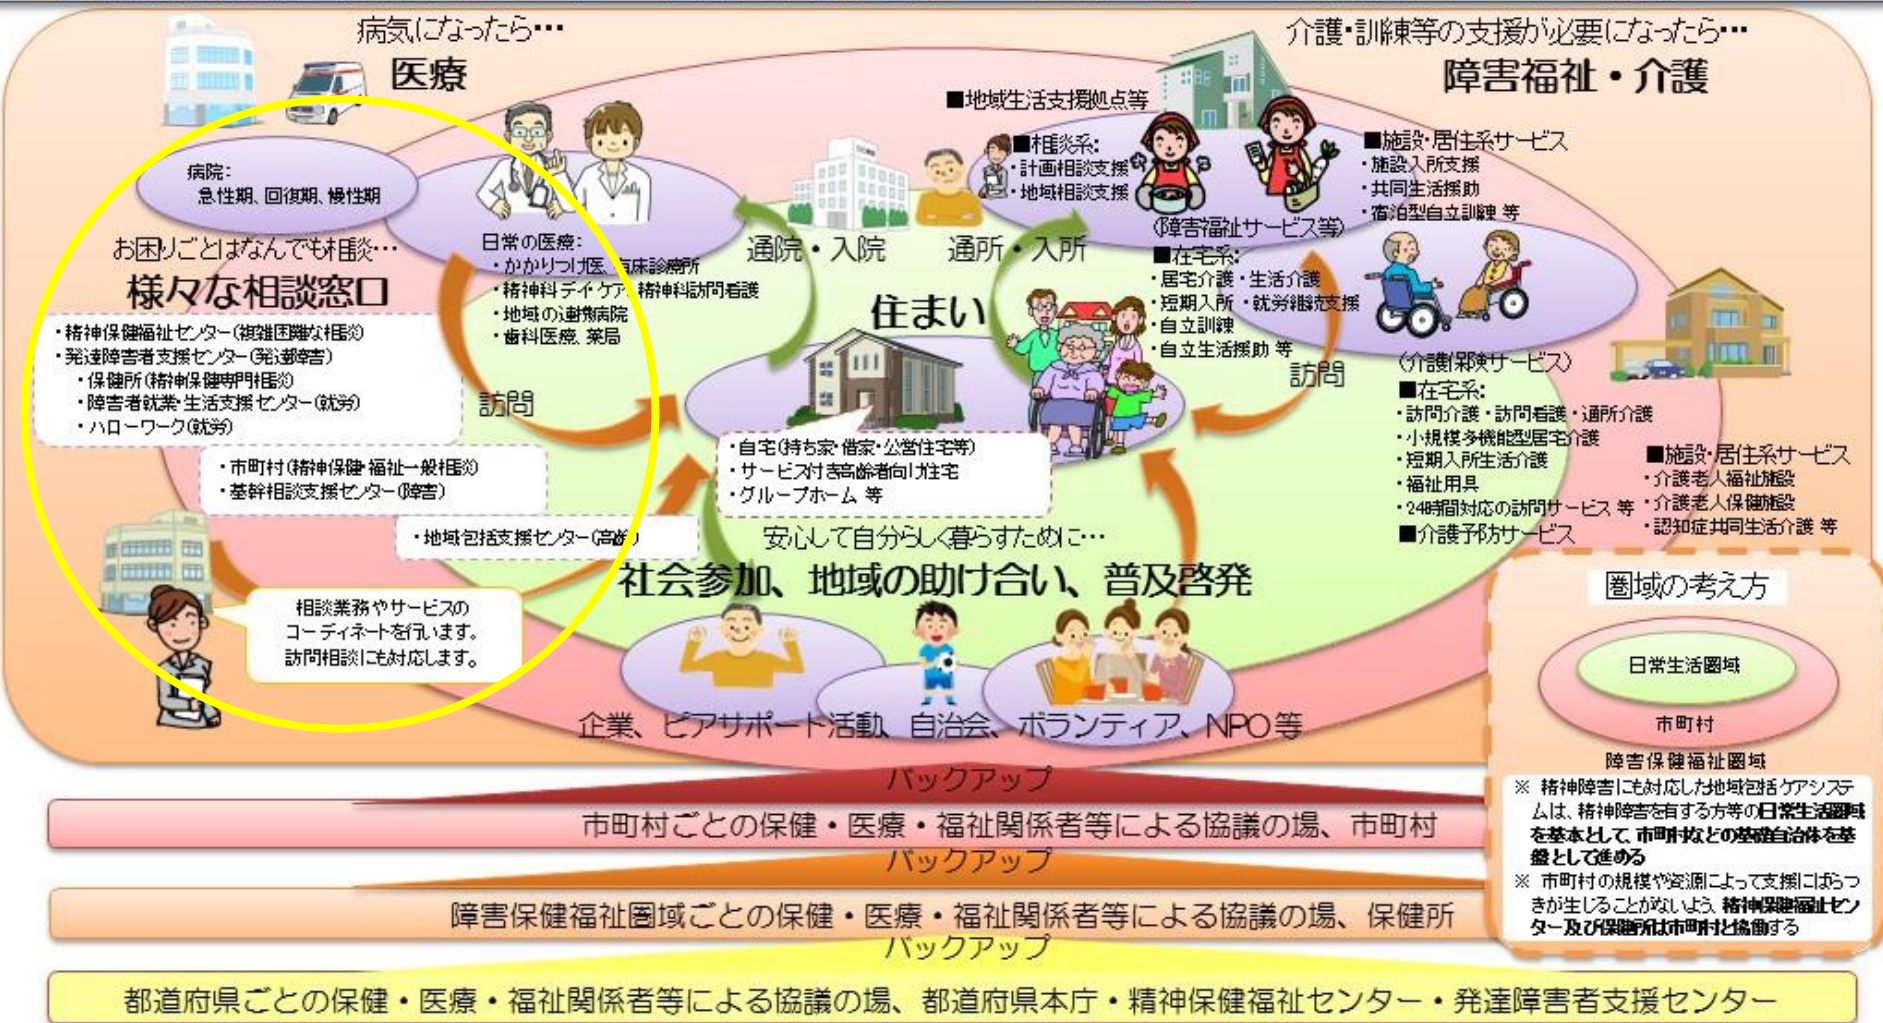 病気になったら…
医療
介護・訓練等の支援が必要になったら…
障害福祉・介護
病院:
急性期、回復期、慢性期
お困りごとはなんでも相談…
様々な相談窓口
・精神保健福祉センター(複雑困難な相談)
・発達障害者支援センター(発達障害)
・保健所(精神保健専門相談)
・障害者就業・生活支援センター(就労)
・ハローワーク(就労)
・市町村(精神保健・福祉一般相談)
・基幹相談支援センター(障害)
・地域包括支援センター(高齢)
相談業務やサービスの
コーディネートを行います。
訪問相談にも対応します。
日常の医療:
・かかりつけ医、有床診療所
・精神科デイケア・精神科訪問看護
・地域の連携病院
・歯科医療、薬局
訪問
通院・入院
通所・入所
住まい
・自宅(持ち家・借家・公営住宅等)
・サービス付き高齢者向け住宅
・グループホーム 等
■地域生活支援拠点等
■相談系:
・計画相談支援
・地域相談支援
■施設・居住系サービス
・施設入所支援
・共同生活援助
・宿泊型自立訓練 等
(障害福祉サービス等)
■在宅系:
・居宅介護・生活介護
・短期入所・就労継続支援
・自立訓練
・自立生活援助 等
訪問
(介護保険サービス)
■在宅系:
・訪問介護・訪問看護・通所介護
・小規模多機能型居宅介護
・短期入所生活介護
・福祉用具
・24時間対応の訪問サービス 等
■介護予防サービス
■施設・居住系サービス
・介護老人福祉施設
・介護老人保健施設
・認知症共同生活介護 等
安心して自分らしく暮らすために…
社会参加、地域の助け合い、普及啓発
企業、ピアサポート活動、自治会、ボランティア、NPO等
圏域の考え方
日常生活圏域
市町村
障害保健福祉圏域
※ 精神障害にも対応した地域包括ケアシステ
ムは、精神障害を有する方等の日常生活圏域
を基本として、市町村などの基礎自治体を基
盤として進める
※ 市町村の規模や資源によって支援にばらつ
きが生じることがないよう、精神保健福祉セン
ター及び保健所は市町村と協働する
バックアップ
市町村ごとの保健・医療・福祉関係者等による協議の場、市町村
バックアップ
障害保健福祉圏域ごとの保健・医療・福祉関係者等による協議の場、保健所
バックアップ
都道府県ごとの保健・医療・福祉関係者等による協議の場、都道府県本庁・精神保健福祉センター・発達障害者支援センター